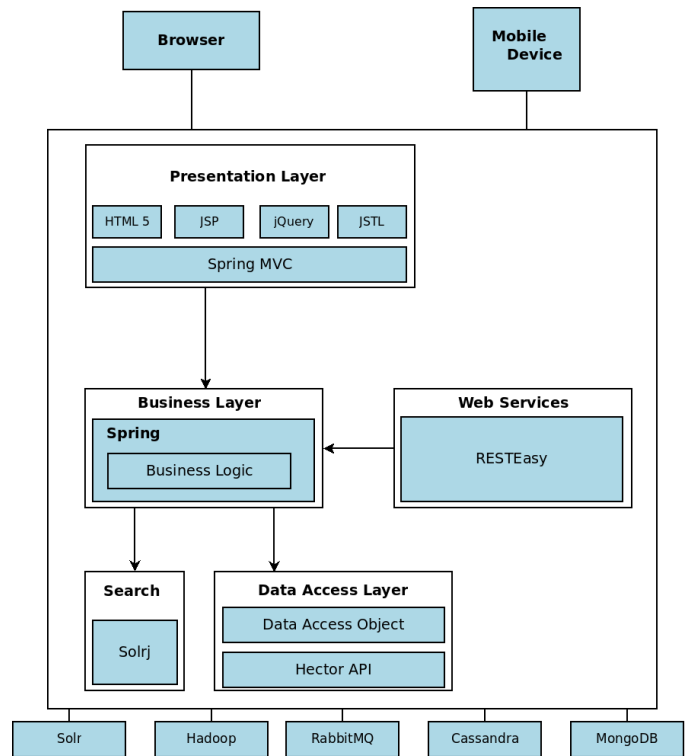 Browser
Mobile
Device
Presentation Layer
HTML 5
JSP
jQuery
JSTL
Spring MVC
Business Layer
Spring
Business Logic
Web Services
RESTEasy
Search
Solrj
Data Access Layer
Data Access Object
Hector API
Solr
Hadoop
RabbitMQ
Cassandra
MongoDB